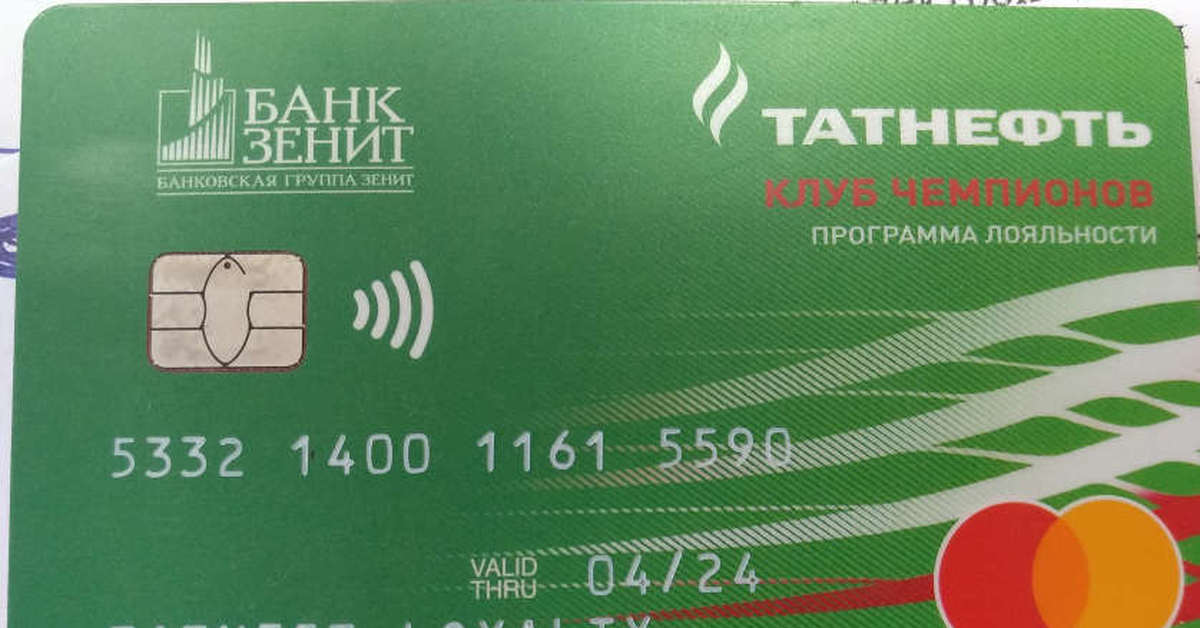 БАНК
ЗЕНИТ
БАНКОВСКАЯ ГРУППА ЗЕНИТ
ТАТНЕФТЬ
КЛУБ ЧЕМПИОНОВ
ПРОГРАММА ЛОЯЛЬНОСТИ
5332 1400 1161 5590
VALID
THRU 04/24